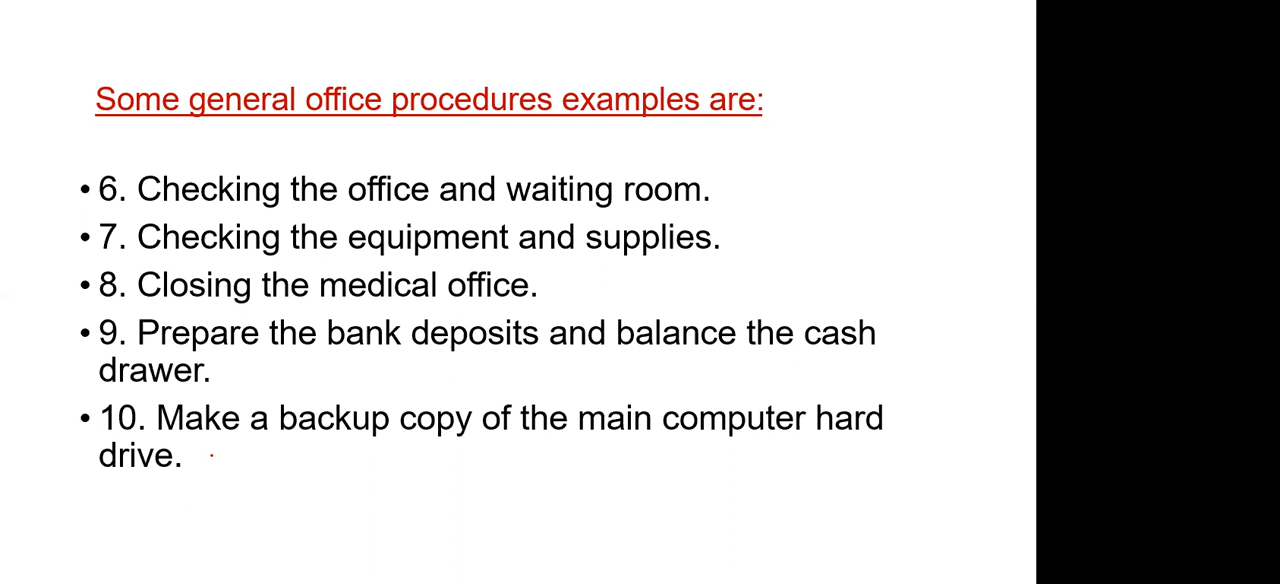 Some general office procedures examples are:
• 6. Checking the office and waiting room.
• 7. Checking the equipment and supplies.
• 8. Closing the medical office.
• 9. Prepare the bank deposits and balance the cash
drawer.
• 10. Make a backup copy of the main computer hard
drive.